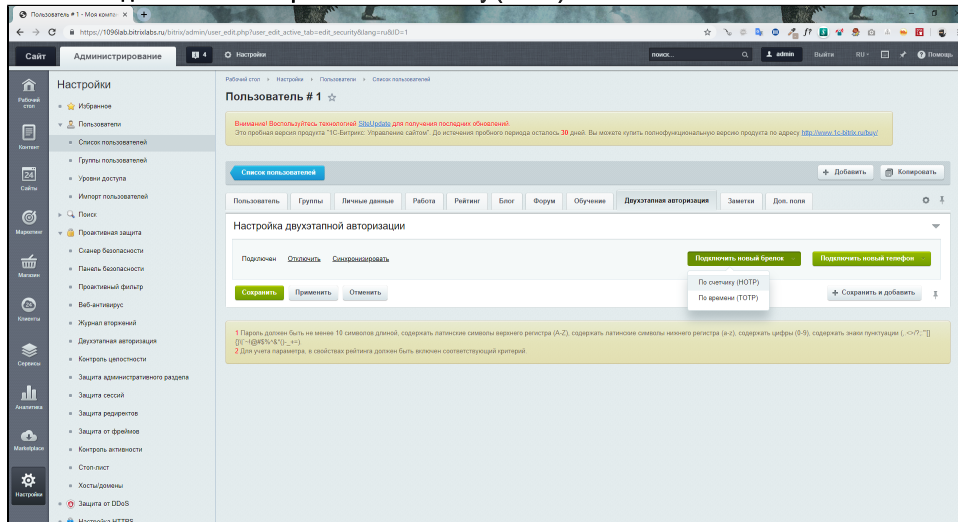 Пользователь # 1 - Моя компа
https://1096lab.bitrixlabs.ru/bitrix/admin/user_edit.php?user_edit_active_tab=edit_security&lang=ru&ID=1
Сайт Администрирование 4 Настройки поиск... admin Выйти RU Помощь
Рабочий стол Настройки Пользователи Список пользователей
Пользователь # 1
Внимание! Воспользуйтесь технологией SiteUpdate для получения последних обновлений.
Это пробная версия продукта "1С-Битрикс: Управление сайтом". До истечения пробного периода осталось 30 дней. Вы можете купить полнофункциональную версию продукта по адресу http://www.1c-bitrix.ru/buy/
Рабочий стол
Контент
24
Сайты
Маркетинг
Магазин
Клиенты
Сервисы
Аналитика
Marketplace
Настройки
Настройки
Избранное
Пользователи
Список пользователей
Группы пользователей
Уровни доступа
Импорт пользователей
Поиск
Проактивная защита
Сканер безопасности
Панель безопасности
Проактивный фильтр
Веб-антивирус
Журнал вторжений
Двухэтапная авторизация
Контроль целостности
Защита административного раздела
Защита сессий
Защита редиректов
Защита от фреймов
Контроль активности
Стоп-лист
Хосты/домены
Защита от DDoS
Настройка HTTPS
Список пользователей + Добавить Копировать
Пользователь Группы Личные данные Работа Рейтинг Блог Форум Обучение Двухэтапная авторизация Заметки Доп. поля
Настройка двухэтапной авторизации
Подключен Отключить Синхронизировать Подключить новый брелок Подключить новый телефон
По счетчику (HOTP)
По времени (TOTP)
Сохранить Применить Отменить + Сохранить и добавить
1 Пароль должен быть не менее 10 символов длиной, содержать латинские символы верхнего регистра (A-Z), содержать латинские символы нижнего регистра (a-z), содержать цифры (0-9), содержать знаки пунктуации
2 Для учета параметра, в свойствах рейтинга должен быть включен соответствующий критерий.